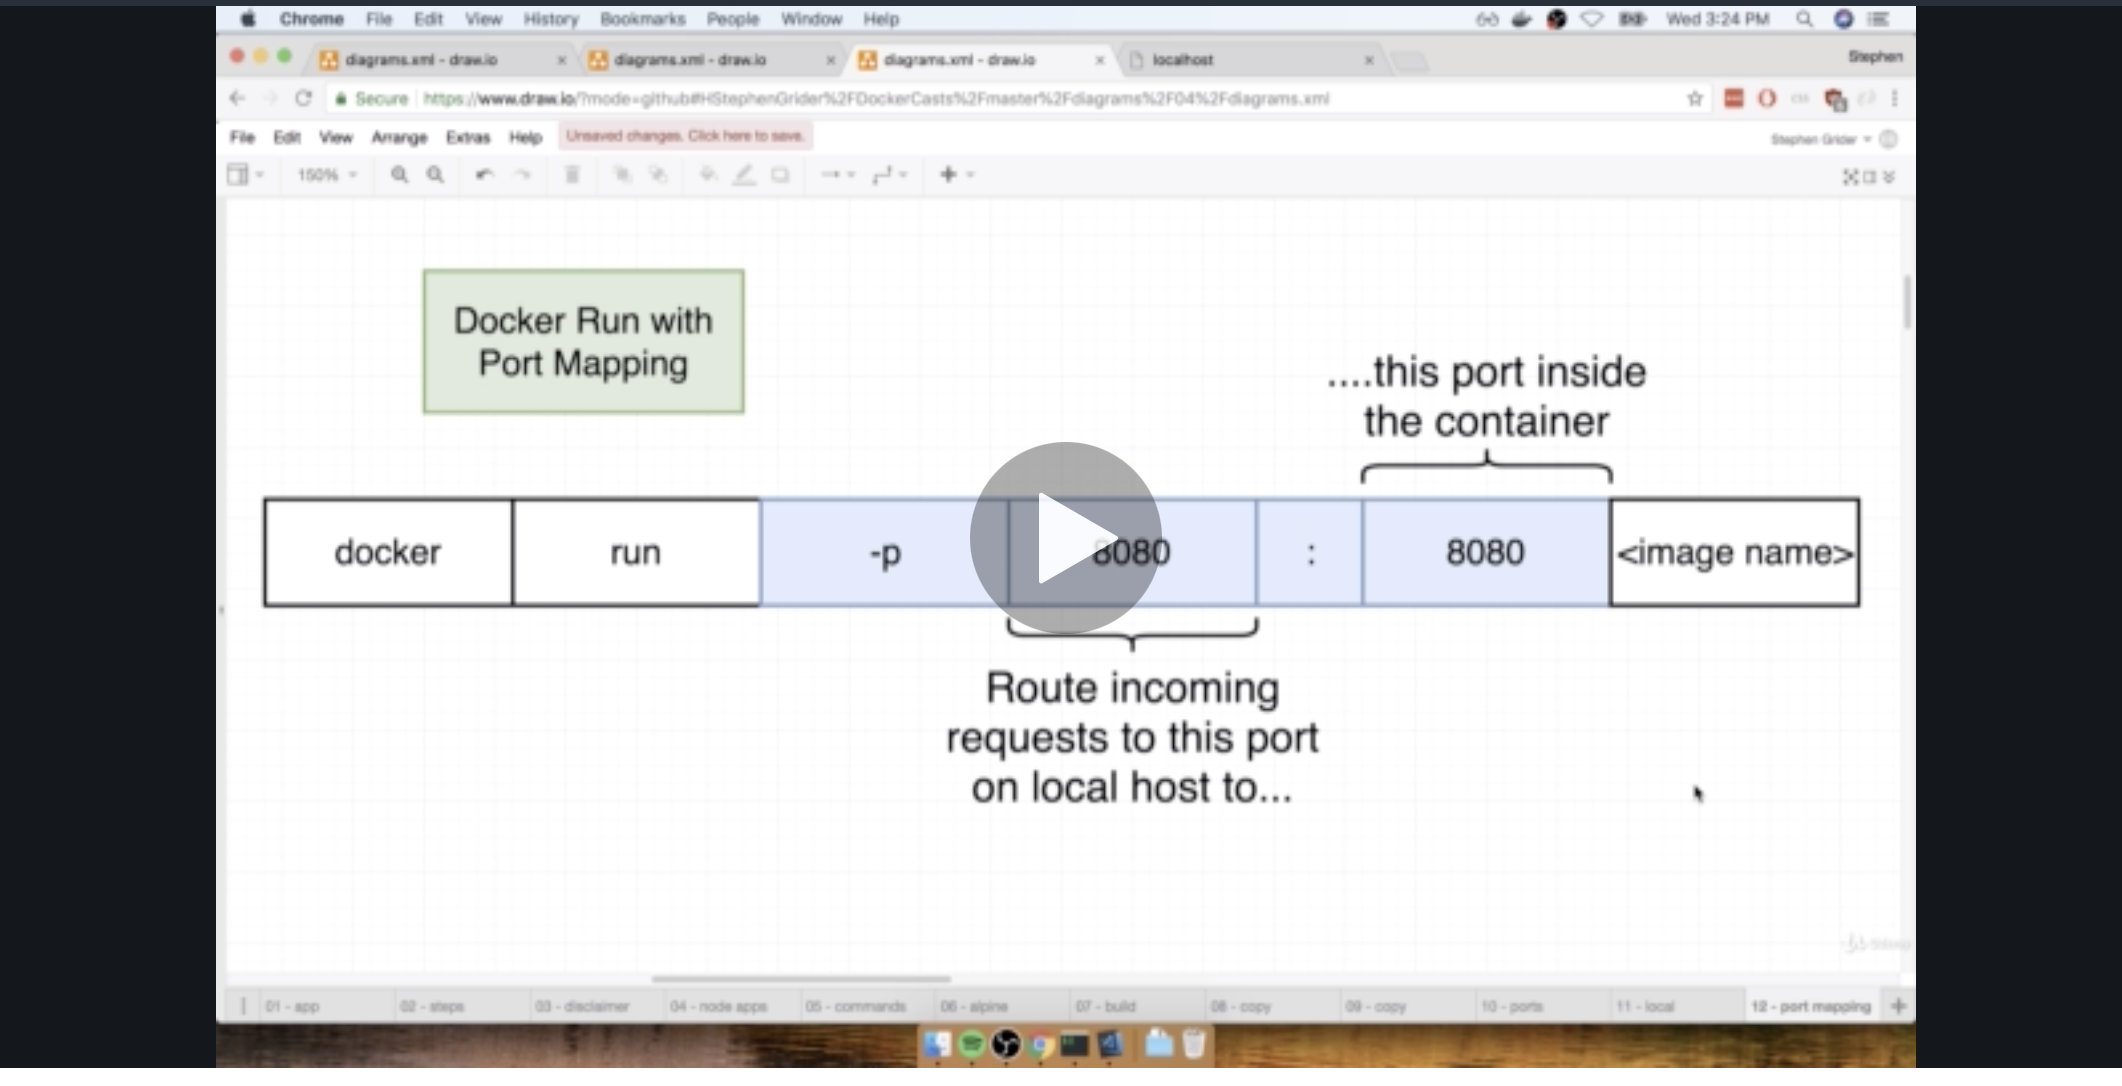 Chrome File Edit View History Bookmarks People Window Help Wed 3:24 PM
diagrams.xml - draw.io diagrams.xml - draw.io diagrams.xml - draw.io localhost Stephen
Secure https://www.draw.io/?mode=github#HStephenGrider%2FDockerCasts%2Fmaster%2Fdiagrams%2F04%2Fdiagrams.xml
File Edit View Arrange Extras Help Unsaved changes. Click here to save. Stephen Grider
150%
Docker Run with
Port Mapping
....this port inside
the container
docker run -p 8080 : 8080 <image name>
Route incoming
requests to this port
on local host to...
01 - app 02 - steps 03 - disclaimer 04 - node apps 05 - commands 06 - alpine 07 - build 08 - copy 09 - copy 10 - ports 11 - local 12 - port mapping